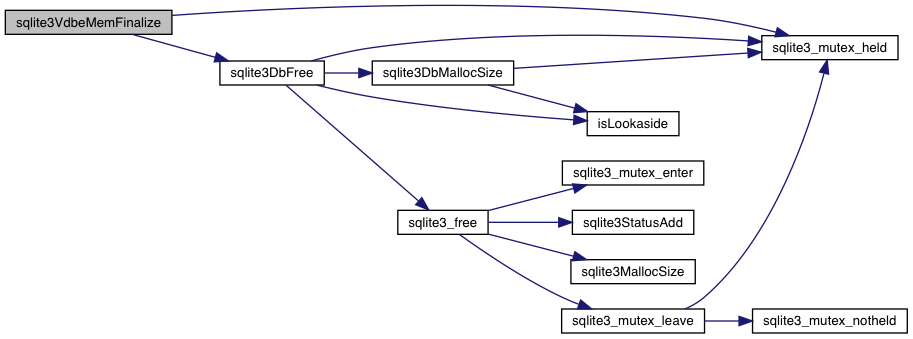 sqlite3VdbeMemFinalize
sqlite3_mutex_held
sqlite3DbFree
sqlite3DbMallocSize
isLookaside
sqlite3_mutex_enter
sqlite3_free
sqlite3StatusAdd
sqlite3MallocSize
sqlite3_mutex_leave
sqlite3_mutex_notheld